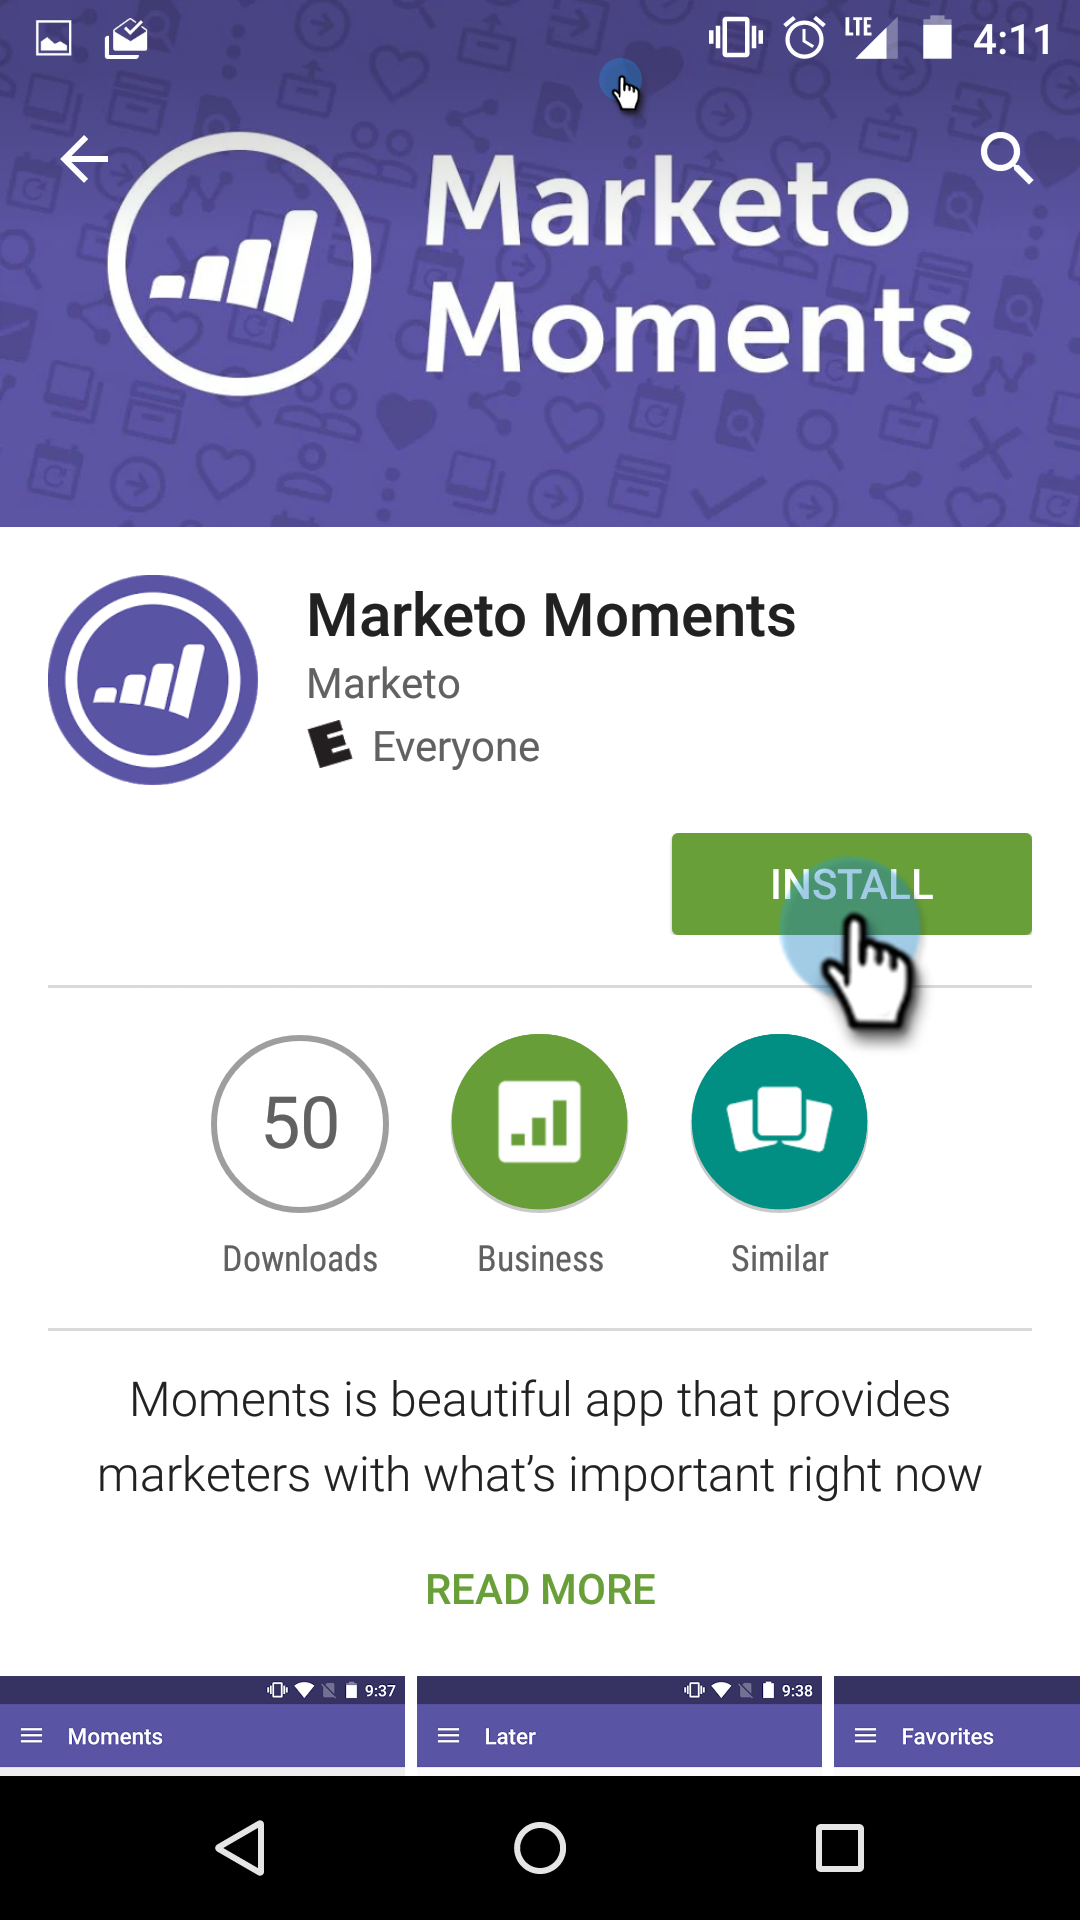 LTE 4:11
Marketo
Moments
Marketo Moments
Marketo
E Everyone
INSTALL
50
Downloads Business Similar
Moments is beautiful app that provides
marketers with what’s important right now
READ MORE
9:37 9:38
Moments Later Favorites